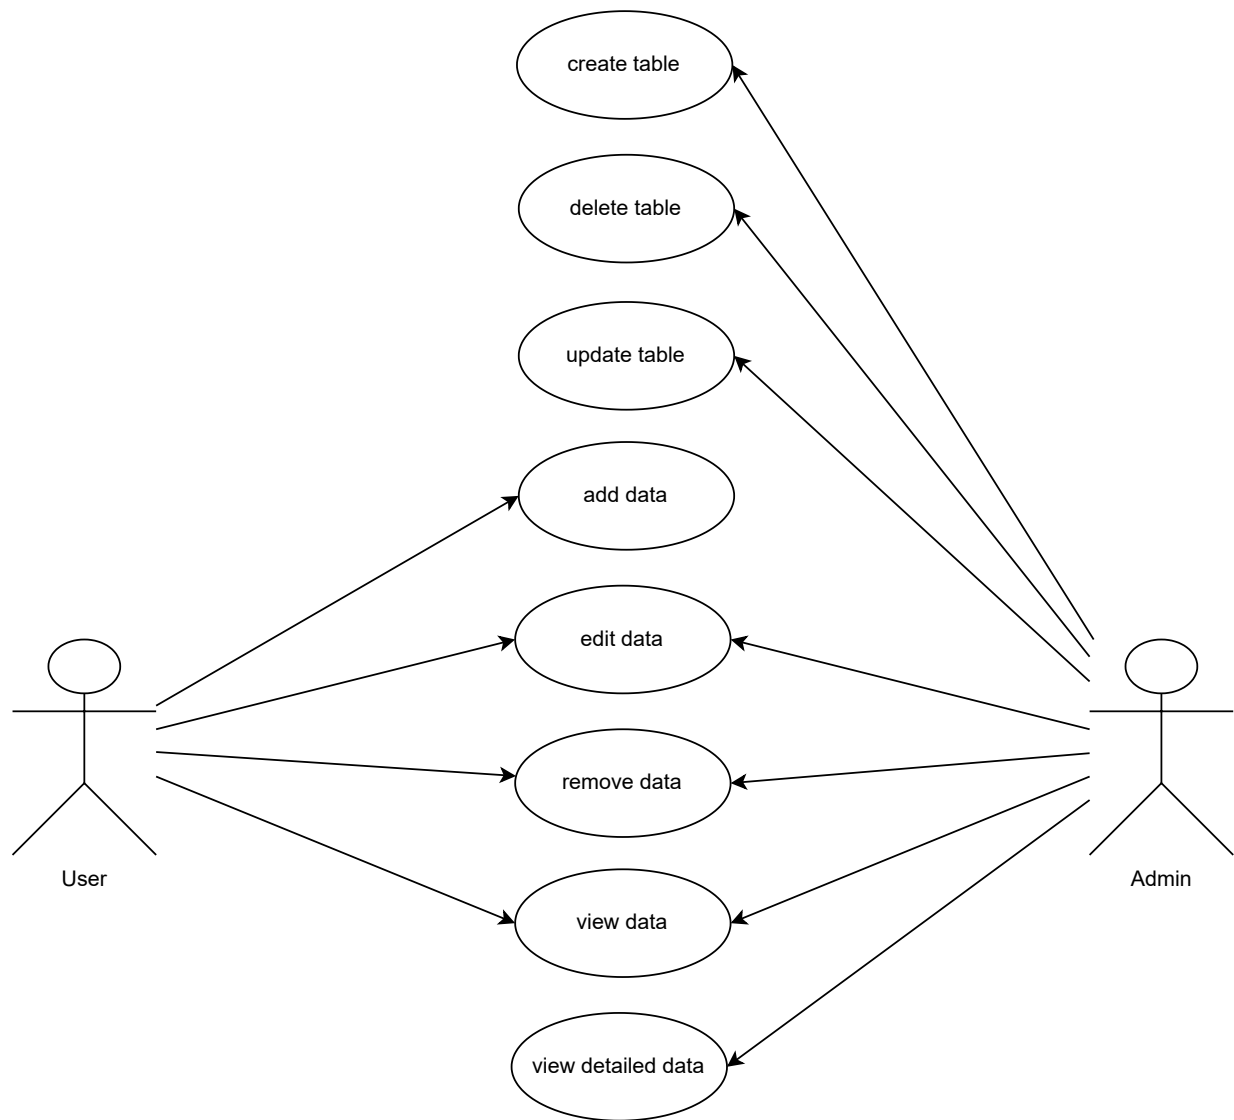 create table
delete table
update table
add data
edit data
remove data
view data
view detailed data
User
Admin